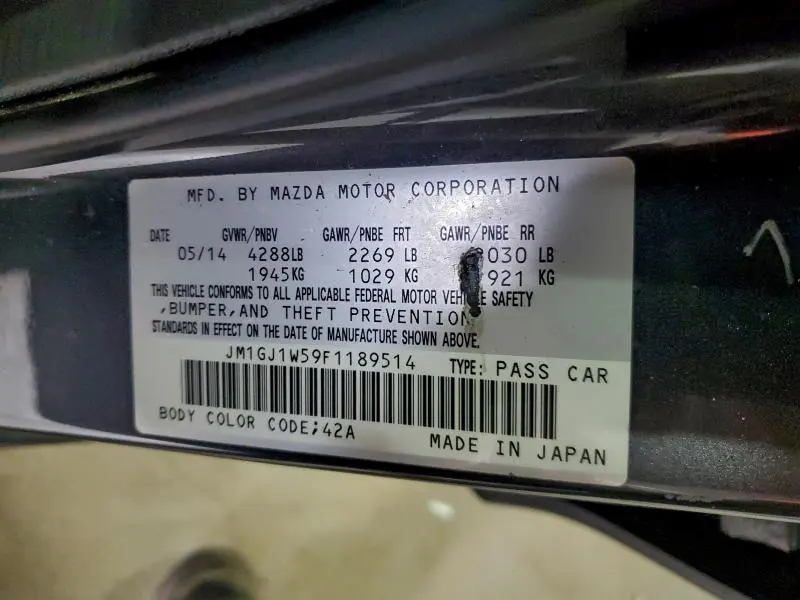 MFD. BY MAZDA MOTOR CORPORATION
DATE GVWR/PNBV GAWR/PNBE FRT GAWR/PNBE RR
05/14 4288LB 2269 LB 030 LB
1945KG 1029 KG 921 KG
THIS VEHICLE CONFORMS TO ALL APPLICABLE FEDERAL MOTOR VEHICLE SAFETY
,BUMPER,AND THEFT PREVENTION
STANDARDS IN EFFECT ON THE DATE OF MANUFACTURE SHOWN ABOVE.
JM1GJ1W59F1189514 TYPE: PASS CAR
BODY COLOR CODE;42A
MADE IN JAPAN